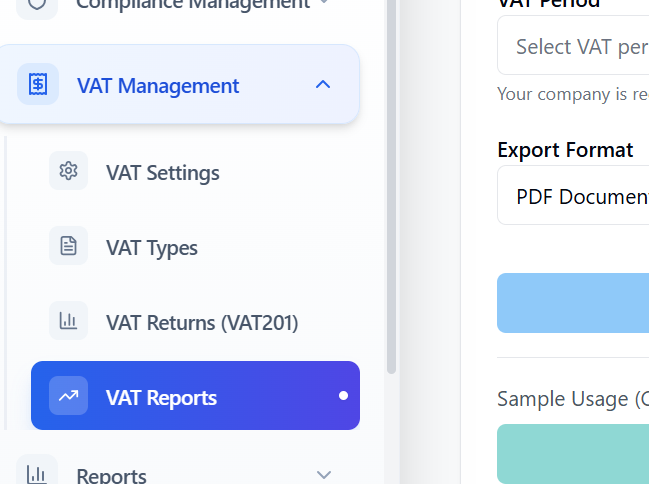 Compliance Management
VAT Management
VAT Settings
VAT Types
VAT Returns (VAT201)
VAT Reports
Reports
VAT Period
Select VAT per
Your company is re
Export Format
PDF Document
Sample Usage (